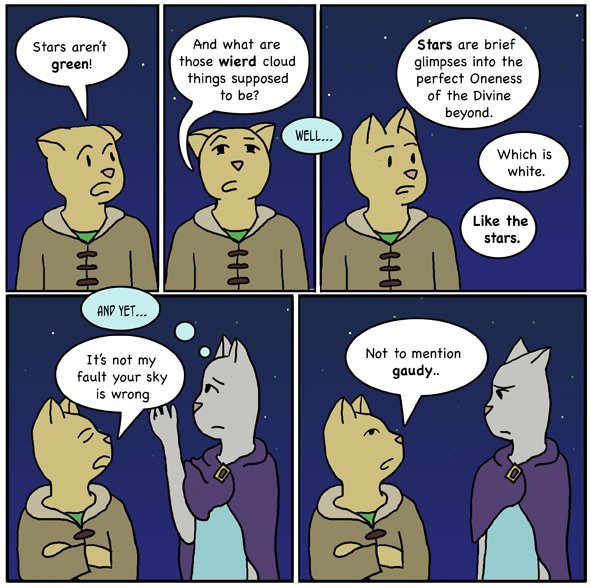 Stars aren't
green!
And what are
those wierd cloud
things supposed
to be?
WELL...
Stars are brief
glimpses into the
perfect Oneness
of the Divine
beyond.
Which is
white.
Like the
stars.
AND YET...
It's not my
fault your sky
is wrong
Not to mention
gaudy..